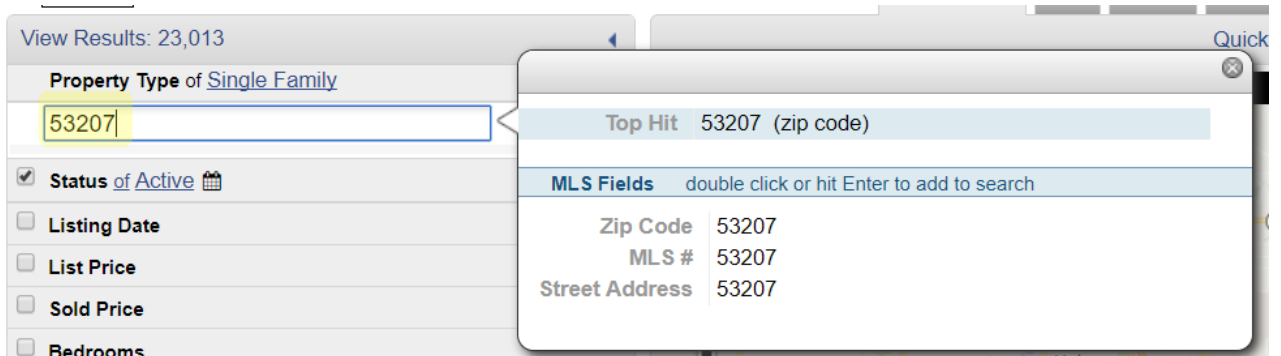 View Results: 23,013
Quick
Property Type of Single Family
53207
Top Hit 53207 (zip code)
Status of Active
MLS Fields double click or hit Enter to add to search
Listing Date
Zip Code 53207
List Price
MLS # 53207
Street Address 53207
Sold Price
Bedrooms